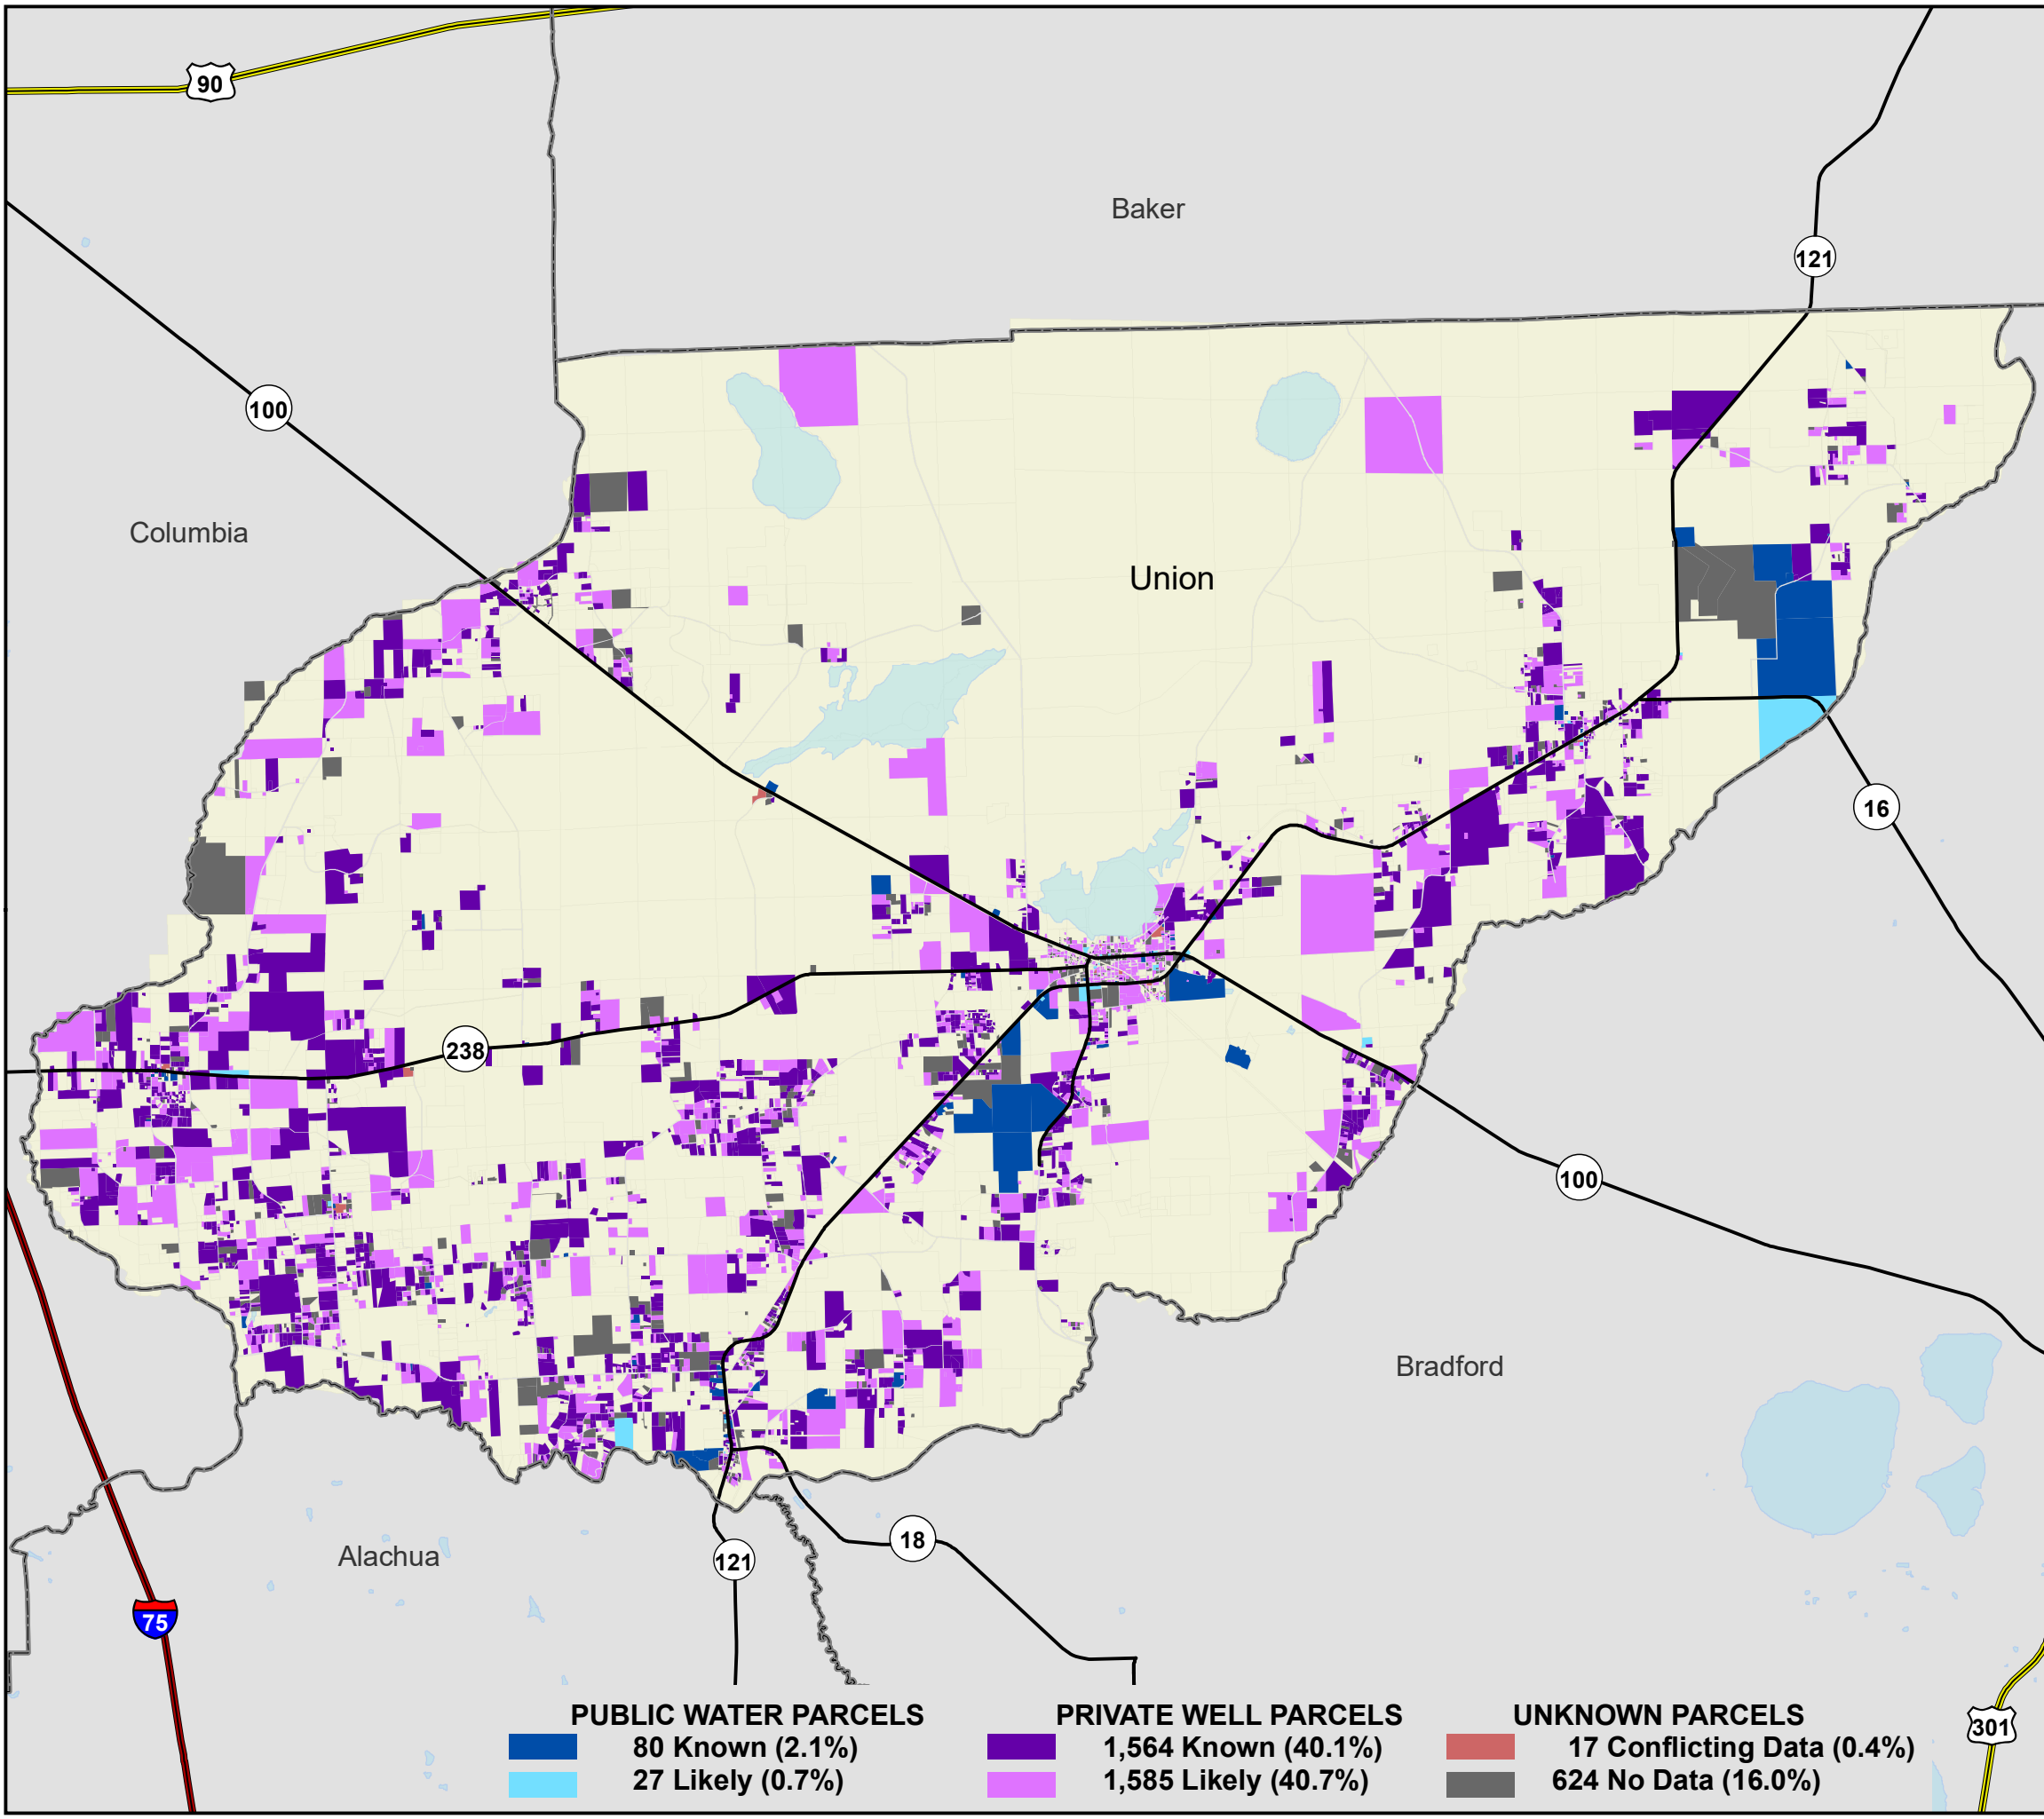 90
Baker
121
100
Columbia
Union
16
238
100
Bradford
Alachua
18
121
75
301
PUBLIC WATER PARCELS
80 Known (2.1%)
27 Likely (0.7%)
PRIVATE WELL PARCELS
1,564 Known (40.1%)
1,585 Likely (40.7%)
UNKNOWN PARCELS
17 Conflicting Data (0.4%)
624 No Data (16.0%)